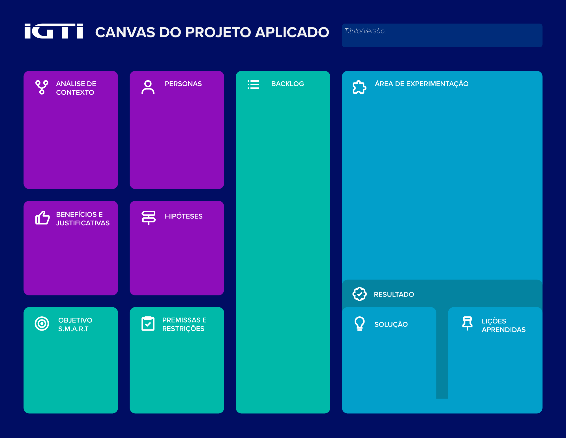 IGTI CANVAS DO PROJETO APLICADO
ANÁLISE DE
CONTEXTO
PERSONAS
BACKLOG
ÁREA DE EXPERIMENTAÇÃO
BENEFÍCIOS E
JUSTIFICATIVAS
HIPÓTESES
RESULTADO
OBJETIVO
S.M.A.R.T
PREMISSAS E
RESTRIÇÕES
SOLUÇÃO
LIÇÕES
APRENDIDAS